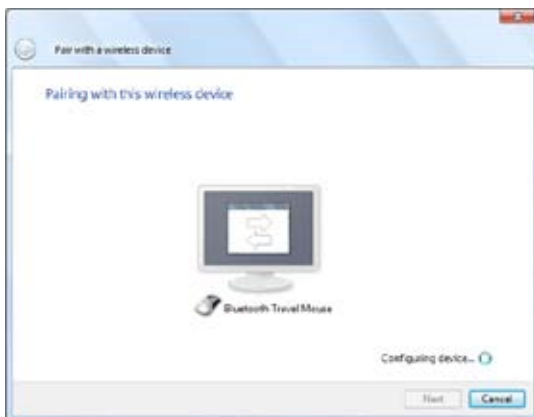 Pair with a wireless device
Pairing with this wireless device
Bluetooth Travel Mouse
Configuring device...
Next
Cancel